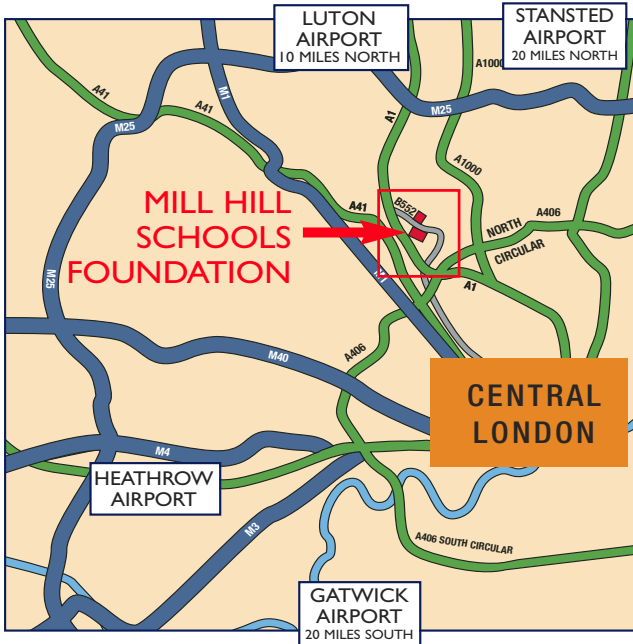 LUTON
AIRPORT
10 MILES NORTH
STANSTED
AIRPORT
20 MILES NORTH
A41
M1
A1000
M25
A41
M25
A1
A1000
MILL HILL
SCHOOLS
FOUNDATION
A41
B552
A406
NORTH
CIRCULAR
M25
M1
A1
A406
M40
CENTRAL
LONDON
M4
HEATHROW
AIRPORT
M3
A406 SOUTH CIRCULAR
GATWICK
AIRPORT
20 MILES SOUTH